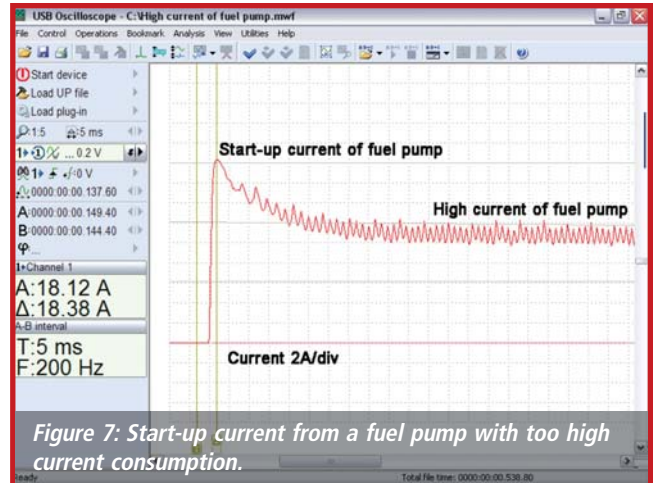 USB Oscilloscope - C:\High current of fuel pump.mwf
File Control Operations Bookmark Analysis View Utilities Help
Start device
Load UP file
Load plug-in
1:5 5 ms
1 ... 0.2 V
1 0 V
0000:00:00.137.60
A:0000:00:00.149.40
B:0000:00:00.144.40
φ:...
1•Channel 1
A:18.12 A
Δ:18.38 A
A-B interval
T:5 ms
F:200 Hz
Start-up current of fuel pump
High current of fuel pump
Current 2A/div
Figure 7: Start-up current from a fuel pump with too high
current consumption.
Ready Total file time: 0000:00:00.538.80